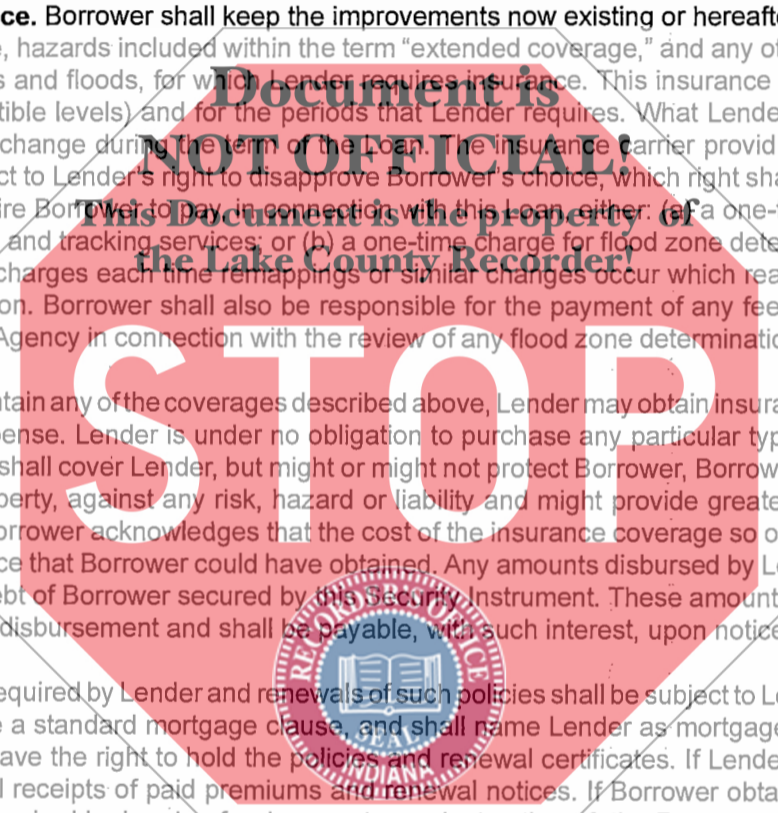 ce. Borrower shall keep the improvements now existing or hereafte
, hazards included within the term “extended coverage,” and any of
s and floods, for which Lender requires insurance. This insurance
tible levels) and for the periods that Lender requires. What Lende
change during the term of the Loan. The insurance carrier provid
ct to Lender's right to disapprove Borrower's choice, which right sha
ire Borrower to pay, in connection with this Loan, either: (a) a one-
and tracking services; or (b) a one-time charge for flood zone dete
charges each time remappings or similar changes occur which rea
on. Borrower shall also be responsible for the payment of any fee
Agency in connection with the review of any flood zone determinatio
ntain any of the coverages described above, Lender may obtain insura
ense. Lender is under no obligation to purchase any particular typ
shall cover Lender, but might or might not protect Borrower, Borrow
perty, against any risk, hazard or liability and might provide greate
orrower acknowledges that the cost of the insurance coverage so o
ce that Borrower could have obtained. Any amounts disbursed by L
ebt of Borrower secured by this Security Instrument. These amount
disbursement and shall be payable, with such interest, upon notice
equired by Lender and renewals of such policies shall be subject to L
e a standard mortgage clause, and shall name Lender as mortgage
ave the right to hold the policies and renewal certificates. If Lende
l receipts of paid premiums and renewal notices. If Borrower obta
Document is
NOT OFFICIAL!
This Document is the property of
the Lake County Recorder!
STOP
RECORDER'S OFFICE
SEAL
INDIANA